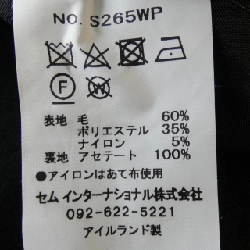 NO. S265WP
F W
表地 毛 60%
ポリエステル 35%
ナイロン 5%
裏地 アセテート 100%
●アイロンはあて布使用
セム インターナショナル株式会社
092-622-5221
アイルランド製